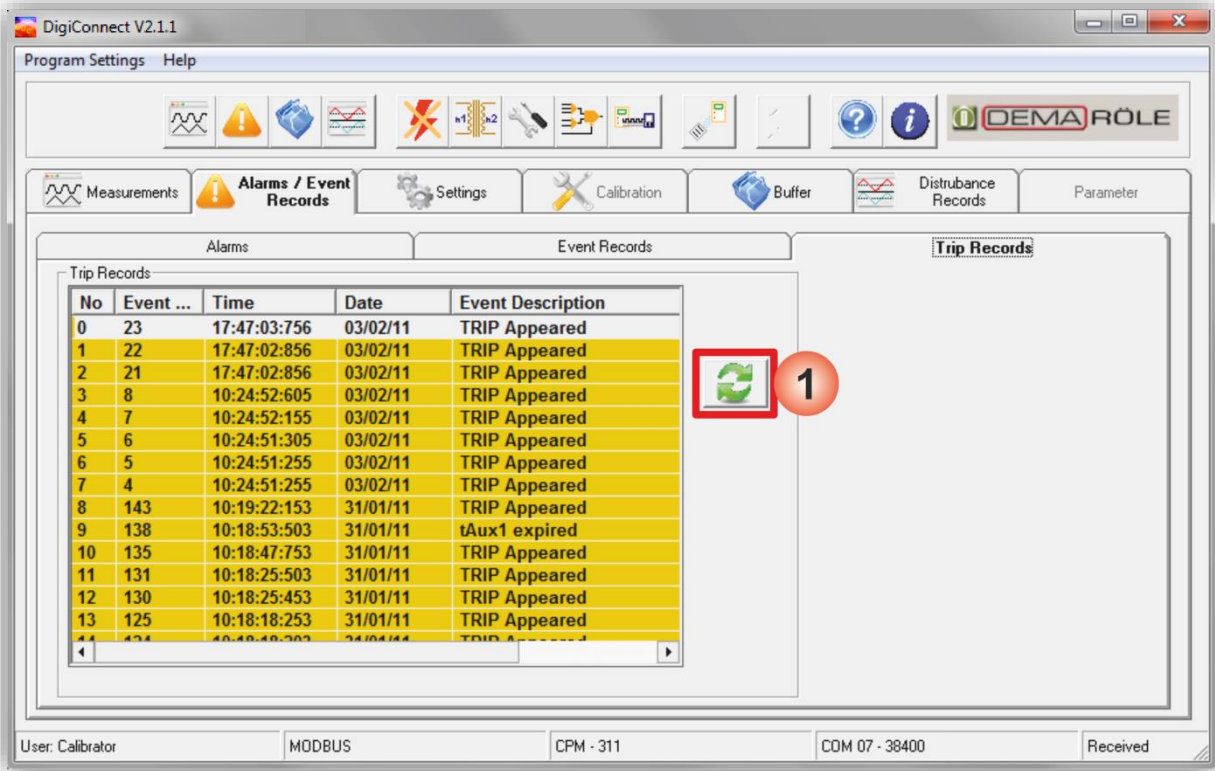 DigiConnect V2.1.1
Program Settings Help
n1 n2
DEMA RÖLE
Measurements
Alarms / Event Records
Settings
Calibration
Buffer
Distrubance Records
Parameter
Alarms Event Records Trip Records
Trip Records
No Event ... Time Date Event Description
0 23 17:47:03:756 03/02/11 TRIP Appeared
1 22 17:47:02:856 03/02/11 TRIP Appeared
2 21 17:47:02:856 03/02/11 TRIP Appeared
3 8 10:24:52:605 03/02/11 TRIP Appeared
4 7 10:24:52:155 03/02/11 TRIP Appeared
5 6 10:24:51:305 03/02/11 TRIP Appeared
6 5 10:24:51:255 03/02/11 TRIP Appeared
7 4 10:24:51:255 03/02/11 TRIP Appeared
8 143 10:19:22:153 31/01/11 TRIP Appeared
9 138 10:18:53:503 31/01/11 tAux1 expired
10 135 10:18:47:753 31/01/11 TRIP Appeared
11 131 10:18:25:503 31/01/11 TRIP Appeared
12 130 10:18:25:453 31/01/11 TRIP Appeared
13 125 10:18:18:253 31/01/11 TRIP Appeared
1
User: Calibrator MODBUS CPM - 311 COM 07 - 38400 Received